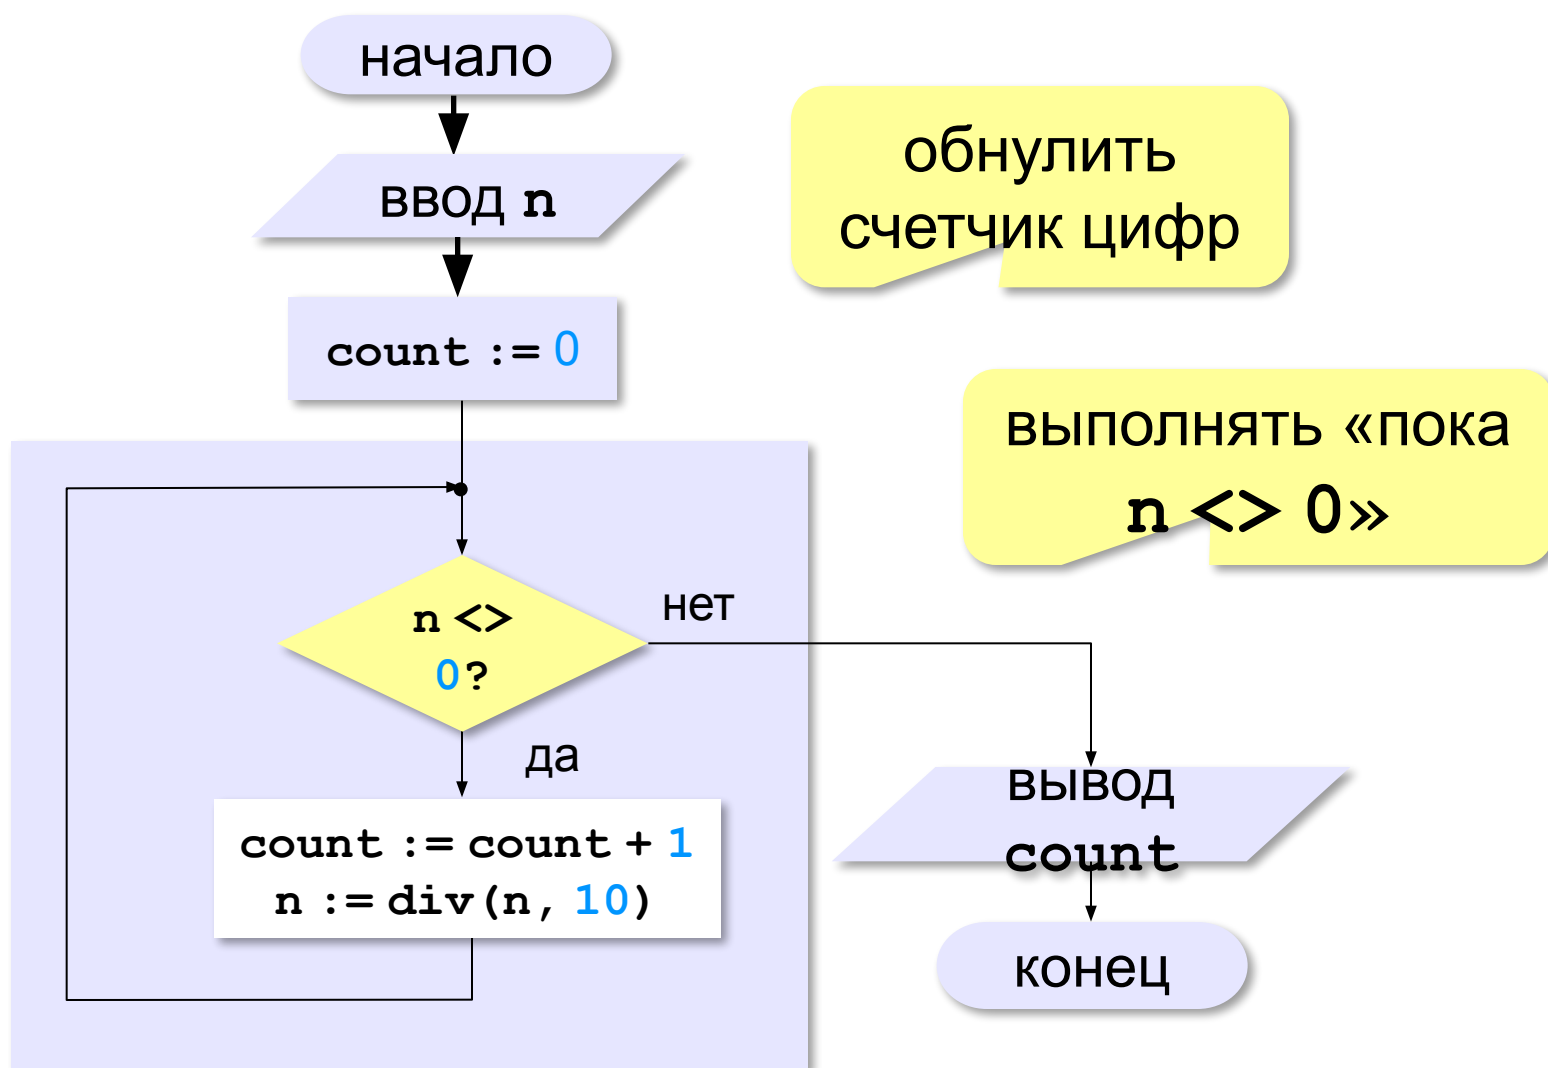 начало
ввод n
count := 0
обнулить
счетчик цифр
выполнять «пока
n <> 0»
n <>
0?
нет
да
count := count + 1
n := div(n, 10)
вывод
count
конец